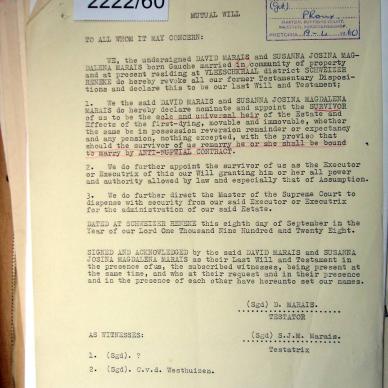 2222/60
MUTUAL WILL
(Sgd)
PRETORIA
TO ALL WHOM IT MAY CONCERN:
WE, the undersigned DAVID MARAIS and SUSANNA JOSINA MAG-
DALENA MARAIS born Gauche married in community of property
and at present residing at VLEESCHKRAAL district SCHWEIZER
RENEKE do hereby revoke all our former Testamentary Disposi-
tions and declare this to be our last Will and Testament;
1. We the said DAVID MARAIS and SUSANNA JOSINA MAGDALENA
MARAIS do hereby declare nominate and appoint the SURVIVOR
of us to be the sole and universal heir of the Estate and
Effects of the first-dying, movable and immovable, whether
the same be in possession reversion remainder or expectancy
and any pension, nothing excepted, with the proviso that
should the survivor of us remarry he or she shall be bound
to marry by ANTI-NUPTIAL CONTRACT.
2. We do further appoint the survivor of us as the Executor
or Executrix of this our Will granting him or her all power
and authority allowed by law and especially that of Assumption.
3. We do further direct the Master of the Supreme Court to
dispense with security from our said Executor or Executrix
for the administration of our said Estate.
DATED AT SCHWEIZER RENEKE this eighth day of September in the
Year of our Lord One Thousand Nine Hundred and Twenty Eight.
SIGNED AND ACKNOWLEDGED by the said DAVID MARAIS and SUSANNA
JOSINA MAGDALENA MARAIS as their Last Will and Testament in
the presence of us, the subscribed witnesses, being present at
the same time, and who at their request and in their presence
and in the presence of each other have hereunto set our names.
(Sgd) D. MARAIS.
TESTATOR
AS WITNESSES:
(Sgd) S.J.M. Marais.
Testatrix
1. (Sgd). ?
2. (Sgd). C.v.d. Westhuizen.